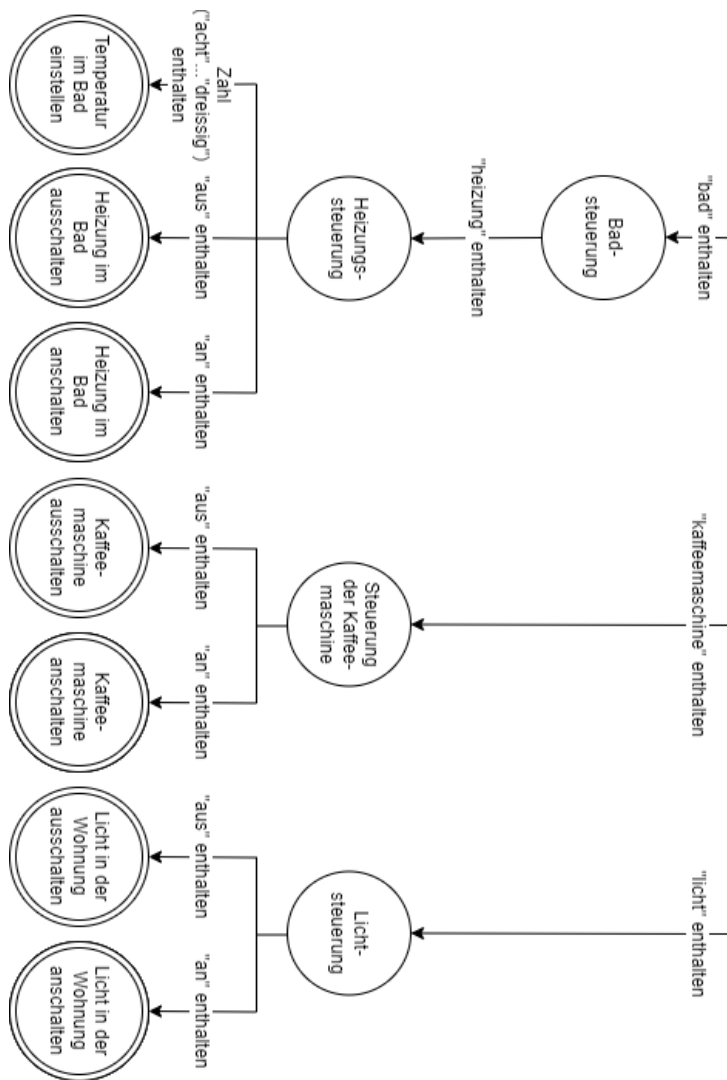 "bad" enthalten
"kaffeemaschine" enthalten
"licht" enthalten
Bad-
steuerung
"heizung" enthalten
Heizungs-
steuerung
Steuerung
der Kaffee-
maschine
Licht-
steuerung
Zahl
("acht"..."dreissig")
enthalten
"aus" enthalten
"an" enthalten
"aus" enthalten
"an" enthalten
"aus" enthalten
"an" enthalten
Temperatur
im Bad
einstellen
Heizung im
Bad
ausschalten
Heizung im
Bad
anschalten
Kaffee-
maschine
ausschalten
Kaffee-
maschine
anschalten
Licht in der
Wohnung
ausschalten
Licht in der
Wohnung
anschalten